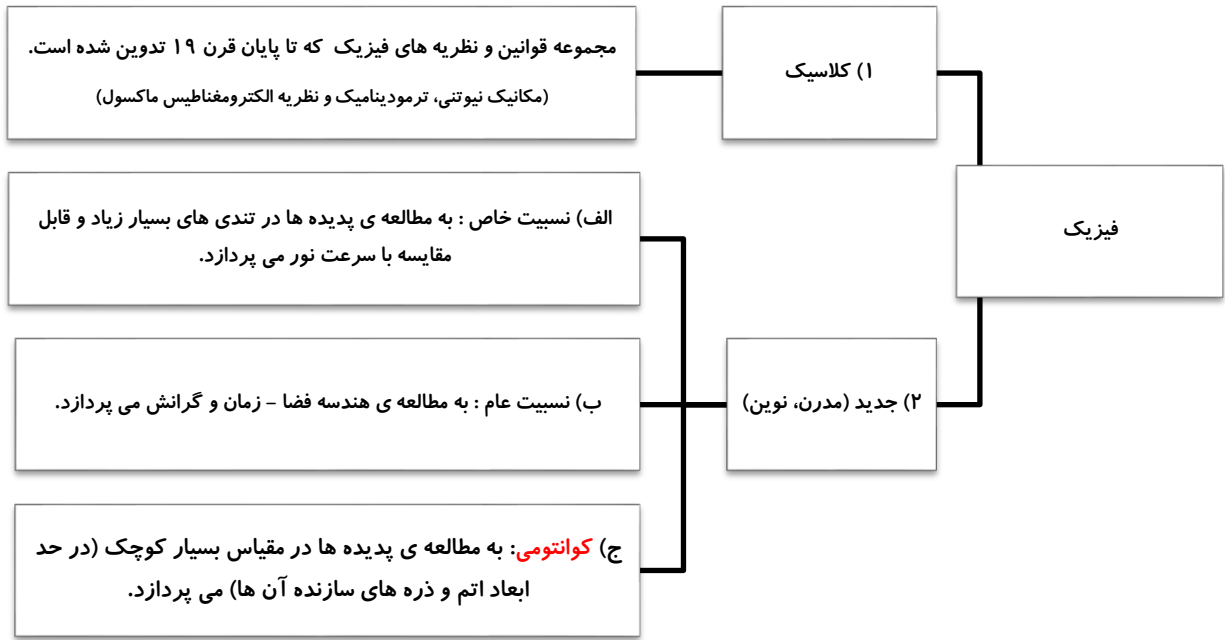 فیزیک
۱) کلاسیک
مجموعه قوانین و نظریه های فیزیک که تا پایان قرن ۱۹ تدوین شده است.
(مکانیک نیوتنی، ترمودینامیک و نظریه الکترومغناطیس ماکسول)
۲) جدید (مدرن، نوین)
الف) نسبیت خاص : به مطالعه ی پدیده ها در تندی های بسیار زیاد و قابل
مقایسه با سرعت نور می پردازد.
ب) نسبیت عام : به مطالعه ی هندسه فضا – زمان و گرانش می پردازد.
ج) کوانتومی: به مطالعه ی پدیده ها در مقیاس بسیار کوچک (در حد
ابعاد اتم و ذره های سازنده آن ها) می پردازد.